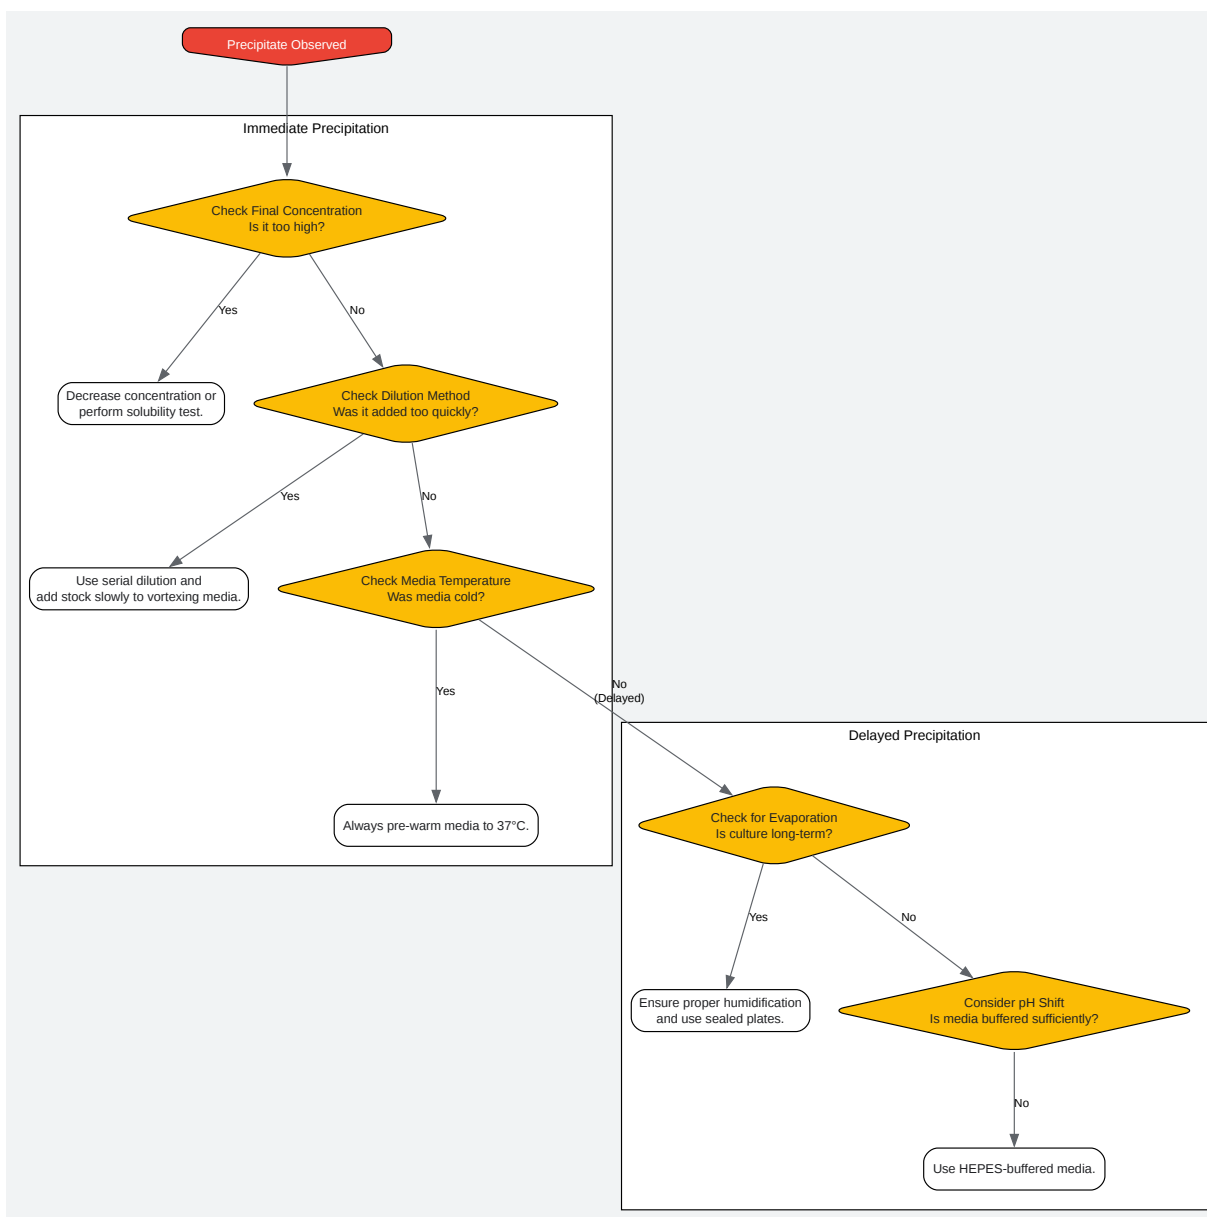 Precipitate Observed
Immediate Precipitation
Check Final Concentration
Is it too high?
Yes
No
Decrease concentration or
perform solubility test.
Check Dilution Method
Was it added too quickly?
Yes
No
Use serial dilution and
add stock slowly to vortexing media.
Check Media Temperature
Was media cold?
Yes
No
(Delayed)
Always pre-warm media to 37°C.
Delayed Precipitation
Check for Evaporation
Is culture long-term?
Yes
No
Ensure proper humidification
and use sealed plates.
Consider pH Shift
Is media buffered sufficiently?
No
Use HEPES-buffered media.